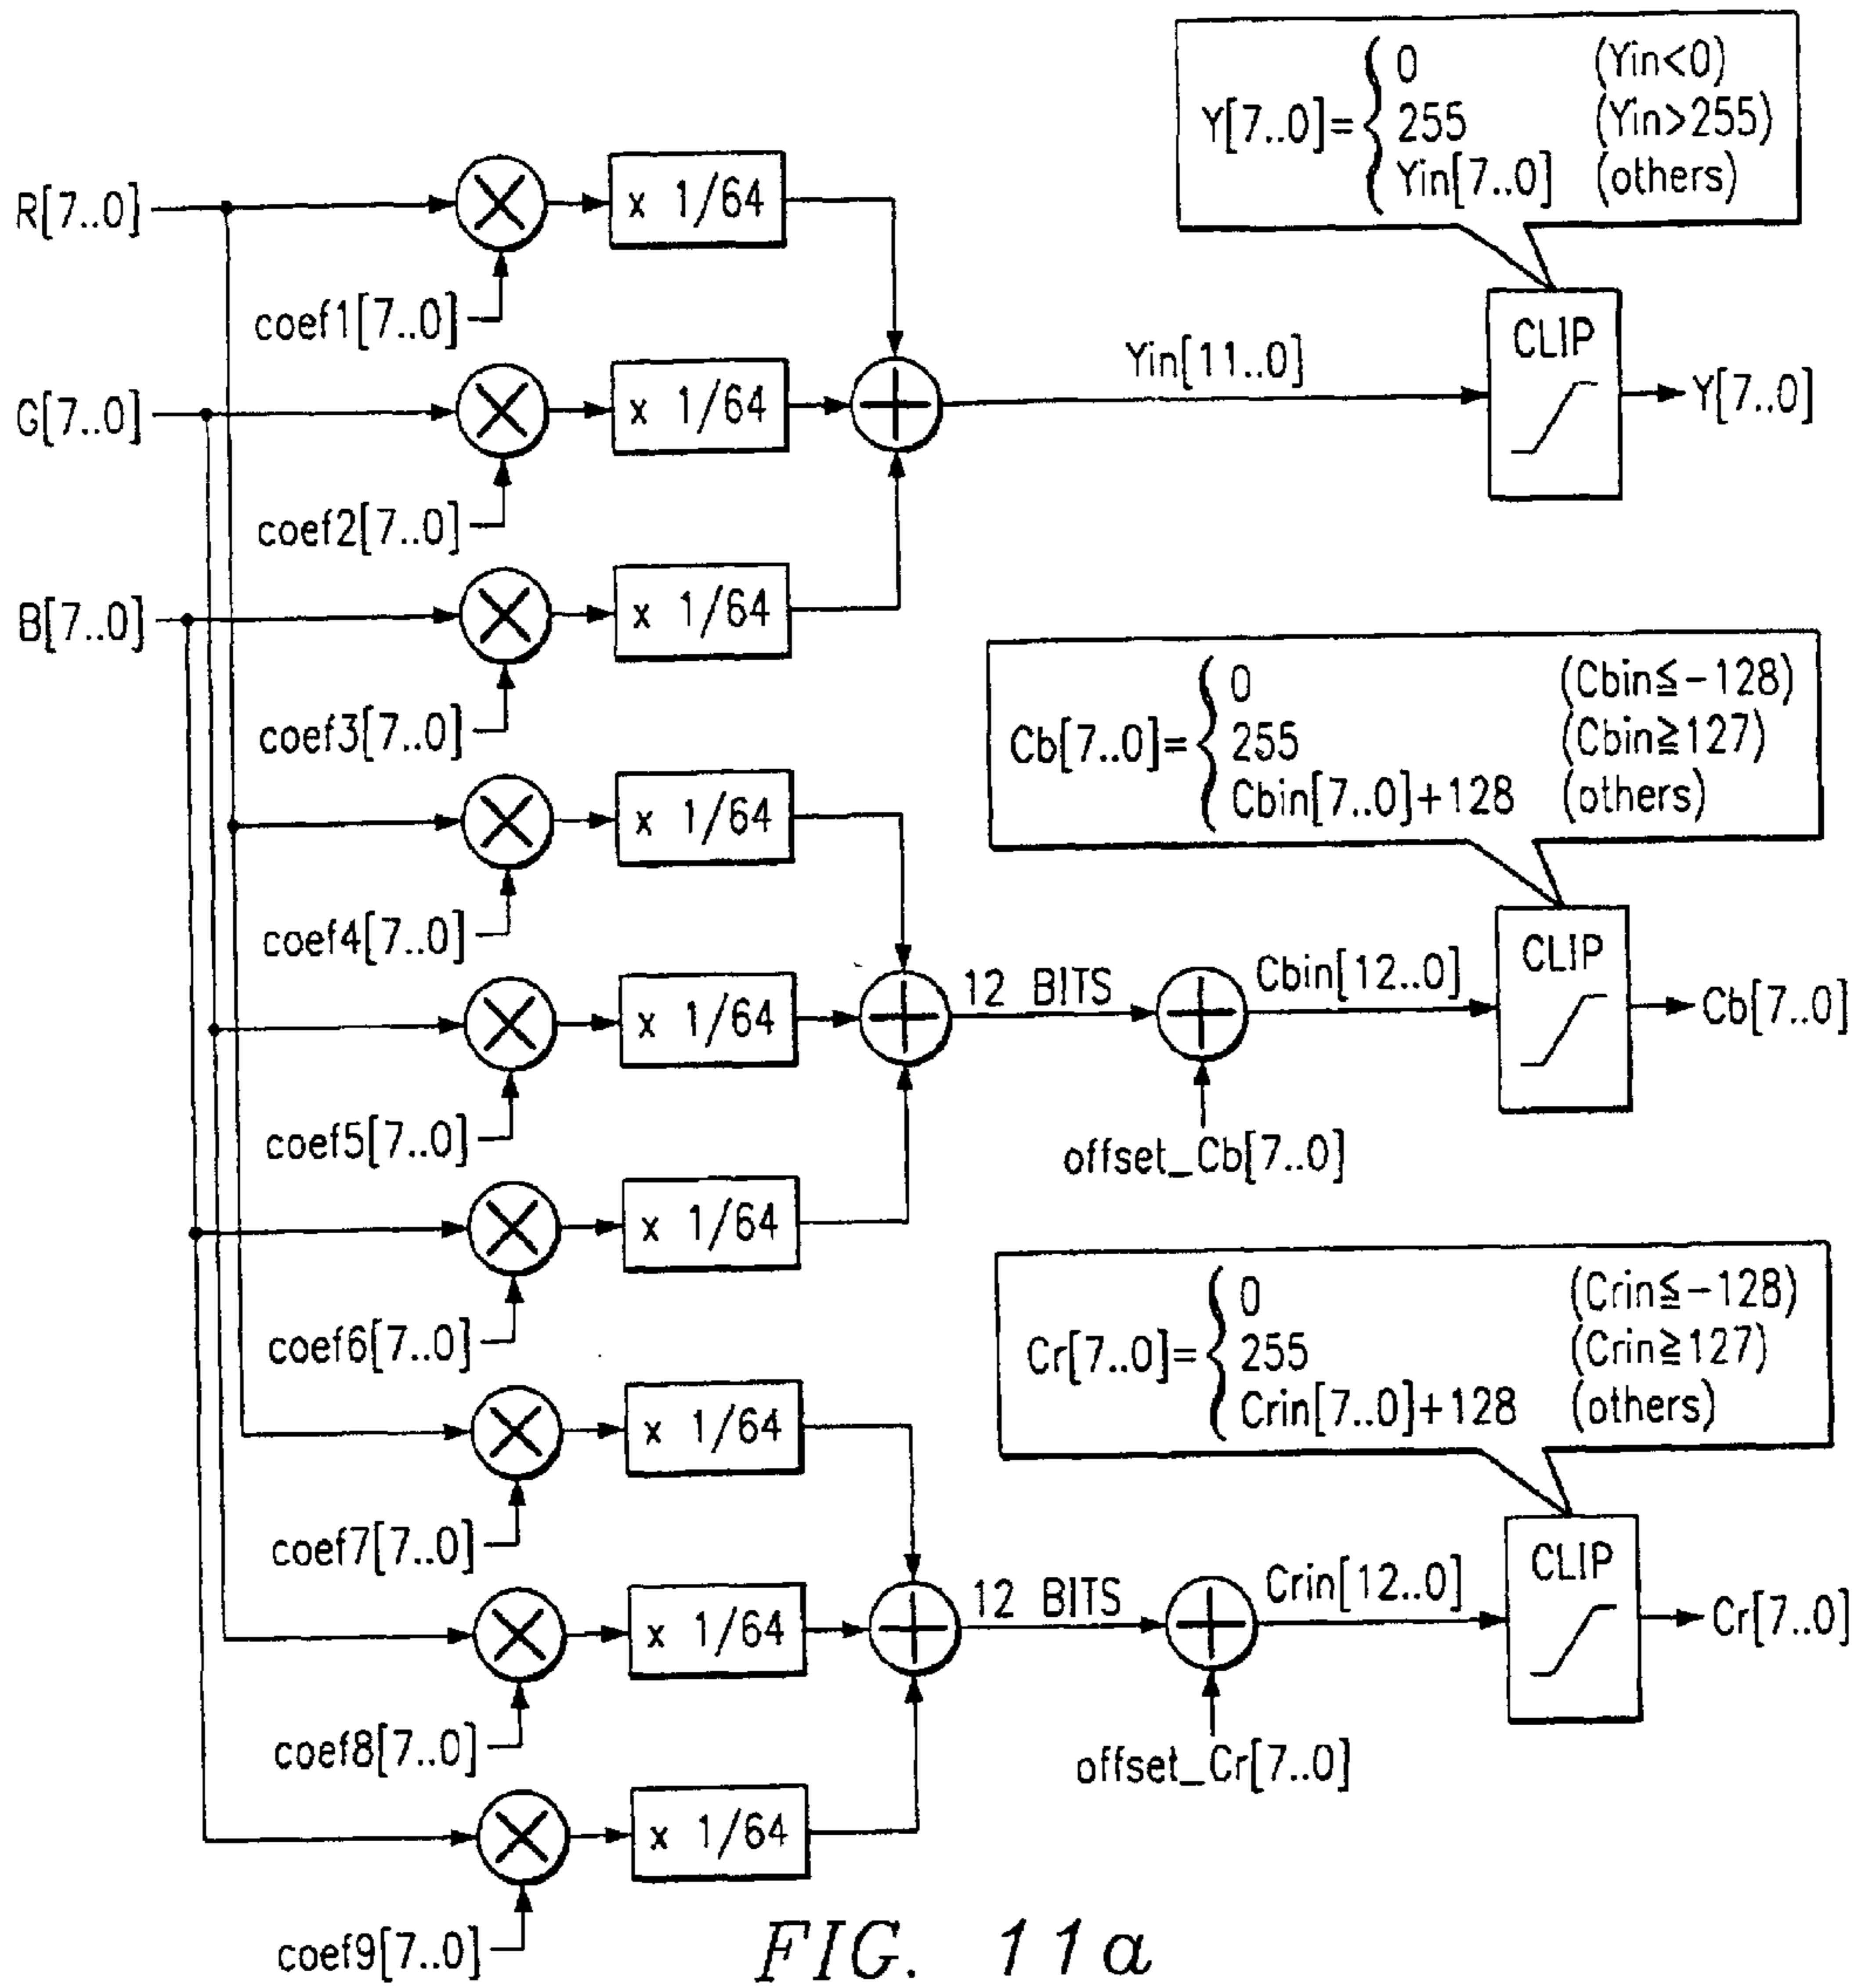 Y[7..0]= 0 (Yin<0)
255 (Yin>255)
Yin[7..0] (others)
R[7..0]
x 1/64
coef1[7..0]
CLIP
Yin[11..0]
Y[7..0]
G[7..0]
x 1/64
coef2[7..0]
B[7..0]
x 1/64
coef3[7..0]
Cb[7..0]= 0 (Cbin≦-128)
255 (Cbin≧127)
Cbin[7..0]+128 (others)
x 1/64
coef4[7..0]
CLIP
12 BITS
Cbin[12..0]
Cb[7..0]
x 1/64
coef5[7..0]
offset_Cb[7..0]
x 1/64
coef6[7..0]
Cr[7..0]= 0 (Crin≦-128)
255 (Crin≧127)
Crin[7..0]+128 (others)
x 1/64
coef7[7..0]
CLIP
12 BITS
Crin[12..0]
Cr[7..0]
x 1/64
coef8[7..0]
offset_Cr[7..0]
x 1/64
coef9[7..0]
FIG. 11a